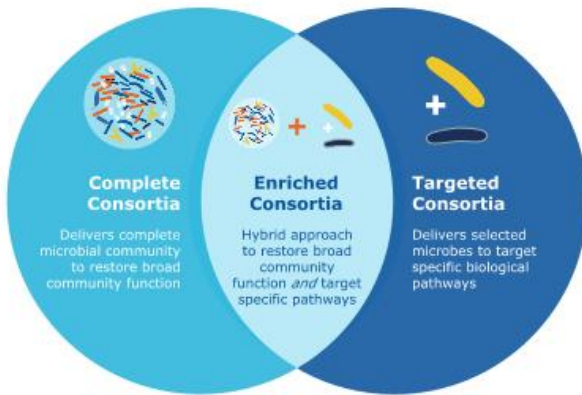 Complete
Consortia
Delivers complete
microbial community
to restore broad
community function
Enriched
Consortia
Hybrid approach
to restore broad
community
function and target
specific pathways
Targeted
Consortia
Delivers selected
microbes to target
specific biological
pathways